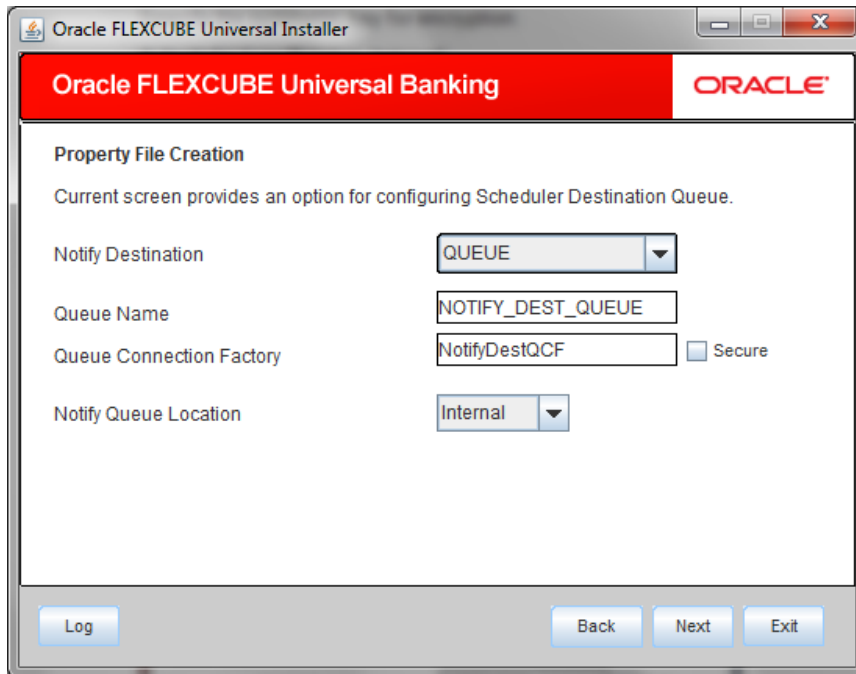 Oracle FLEXCUBE Universal Installer
Oracle FLEXCUBE Universal Banking
ORACLE
Property File Creation
Current screen provides an option for configuring Scheduler Destination Queue.
Notify Destination QUEUE
Queue Name NOTIFY_DEST_QUEUE
Queue Connection Factory NotifyDestQCF Secure
Notify Queue Location Internal
Log Back Next Exit